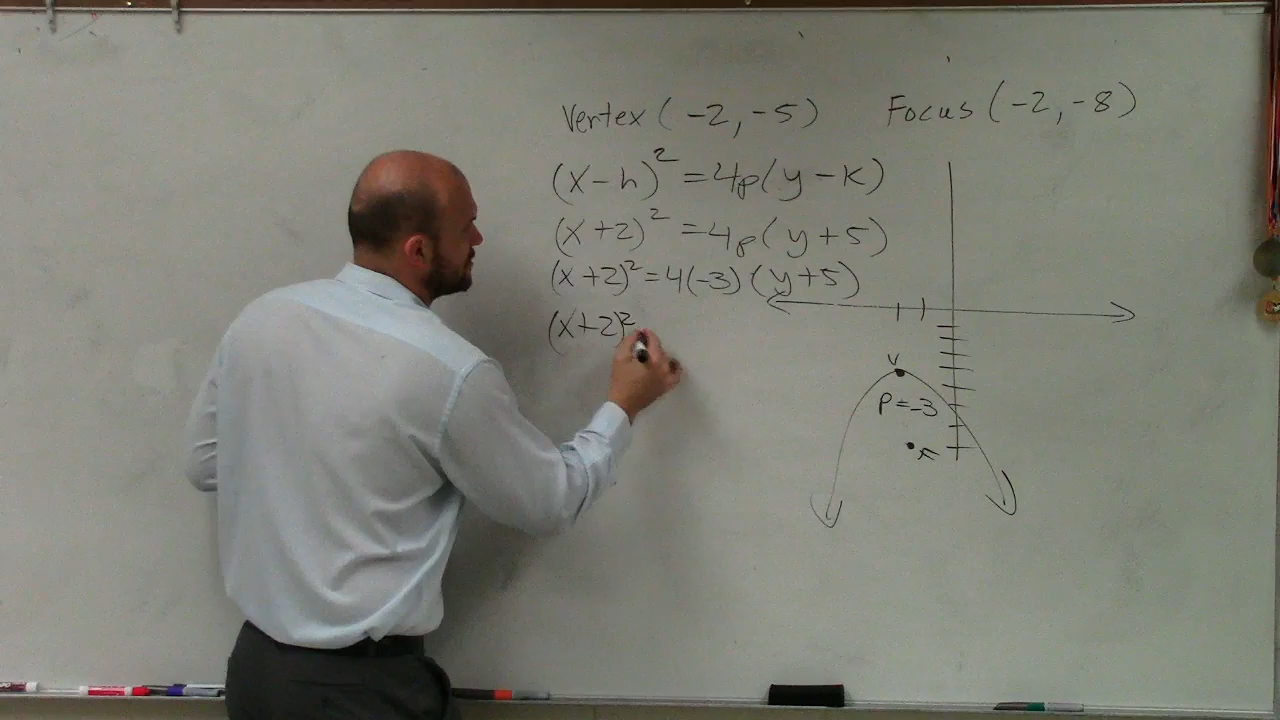 Vertex (-2, -5) Focus (-2, -8)
(x-h)² = 4p(y-k)
(x+2)² = 4p(y+5)
(x+2)² = 4(-3)(y+5)
(x+2)²
V
P=-3
F